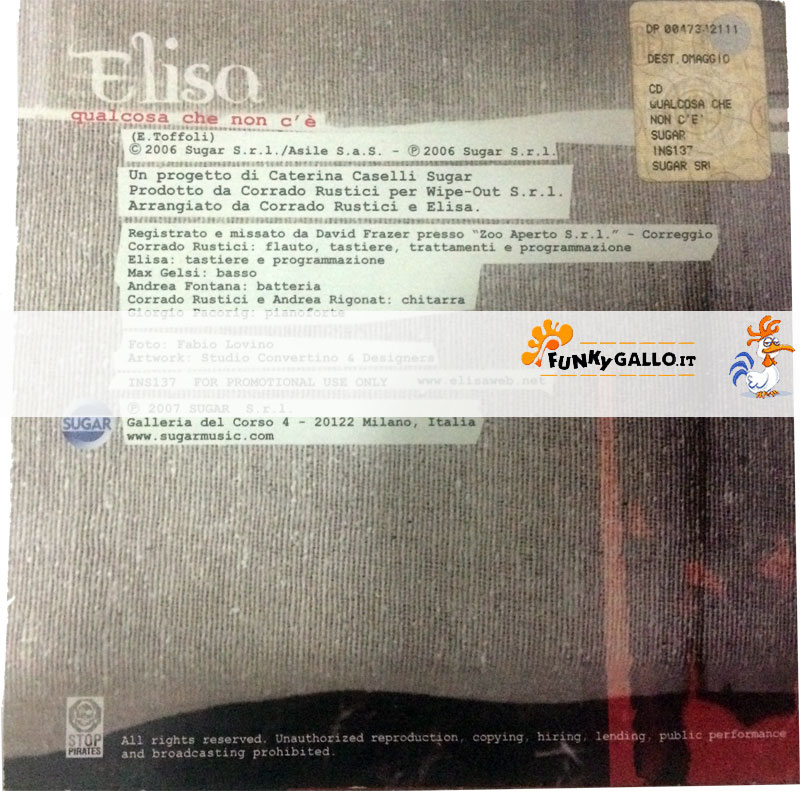 Elisa
qualcosa che non c'è
(E.Toffoli)
© 2006 Sugar S.r.l./Asile S.a.S. - ℗ 2006 Sugar S.r.l.
Un progetto di Caterina Caselli Sugar
Prodotto da Corrado Rustici per Wipe-Out S.r.l.
Arrangiato da Corrado Rustici e Elisa.
Registrato e missato da David Frazer presso "Zoo Aperto S.r.l." - Correggio
Corrado Rustici: flauto, tastiere, trattamenti e programmazione
Elisa: tastiere e programmazione
Max Gelsi: basso
Andrea Fontana: batteria
Corrado Rustici e Andrea Rigonat: chitarra
Giorgio Pacorig: pianoforte
Foto: Fabio Lovino
Artwork: Studio Convertino & Designers
INS137 FOR PROMOTIONAL USE ONLY www.elisaweb.net
℗ 2007 SUGAR S.r.l.
Galleria del Corso 4 - 20122 Milano, Italia
www.sugarmusic.com
SUGAR
DP 0047342111
DEST.OMAGGIO
CD
QUALCOSA CHE
NON C'E'
SUGAR
INS137
SUGAR SRL
FUNKYGALLO.IT
STOP
PIRATES
All rights reserved. Unauthorized reproduction, copying, hiring, lending, public performance
and broadcasting prohibited.